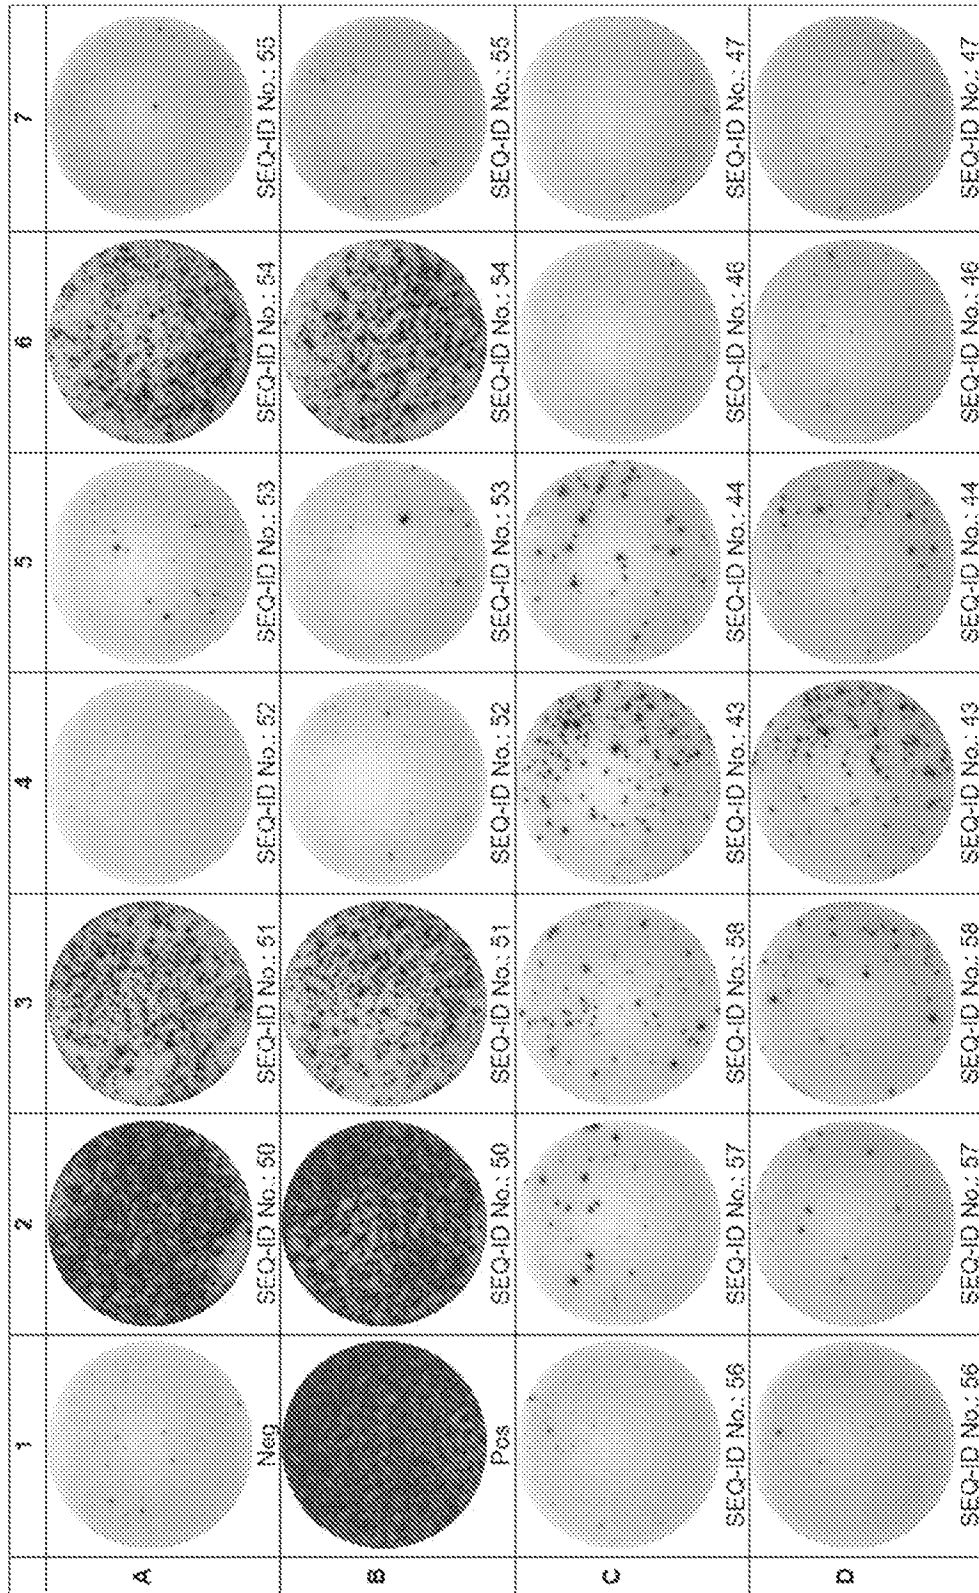 1 2 3 4 5 6 7
A
Neg SEQ-ID No.: 50 SEQ-ID No.: 51 SEQ-ID No.: 52 SEQ-ID No.: 53 SEQ-ID No.: 54 SEQ-ID No.: 55
B
Pos SEQ-ID No.: 50 SEQ-ID No.: 51 SEQ-ID No.: 52 SEQ-ID No.: 53 SEQ-ID No.: 54 SEQ-ID No.: 55
C
SEQ-ID No.: 56 SEQ-ID No.: 57 SEQ-ID No.: 58 SEQ-ID No.: 43 SEQ-ID No.: 44 SEQ-ID No.: 46 SEQ-ID No.: 47
D
SEQ-ID No.: 56 SEQ-ID No.: 57 SEQ-ID No.: 58 SEQ-ID No.: 43 SEQ-ID No.: 44 SEQ-ID No.: 46 SEQ-ID No.: 47